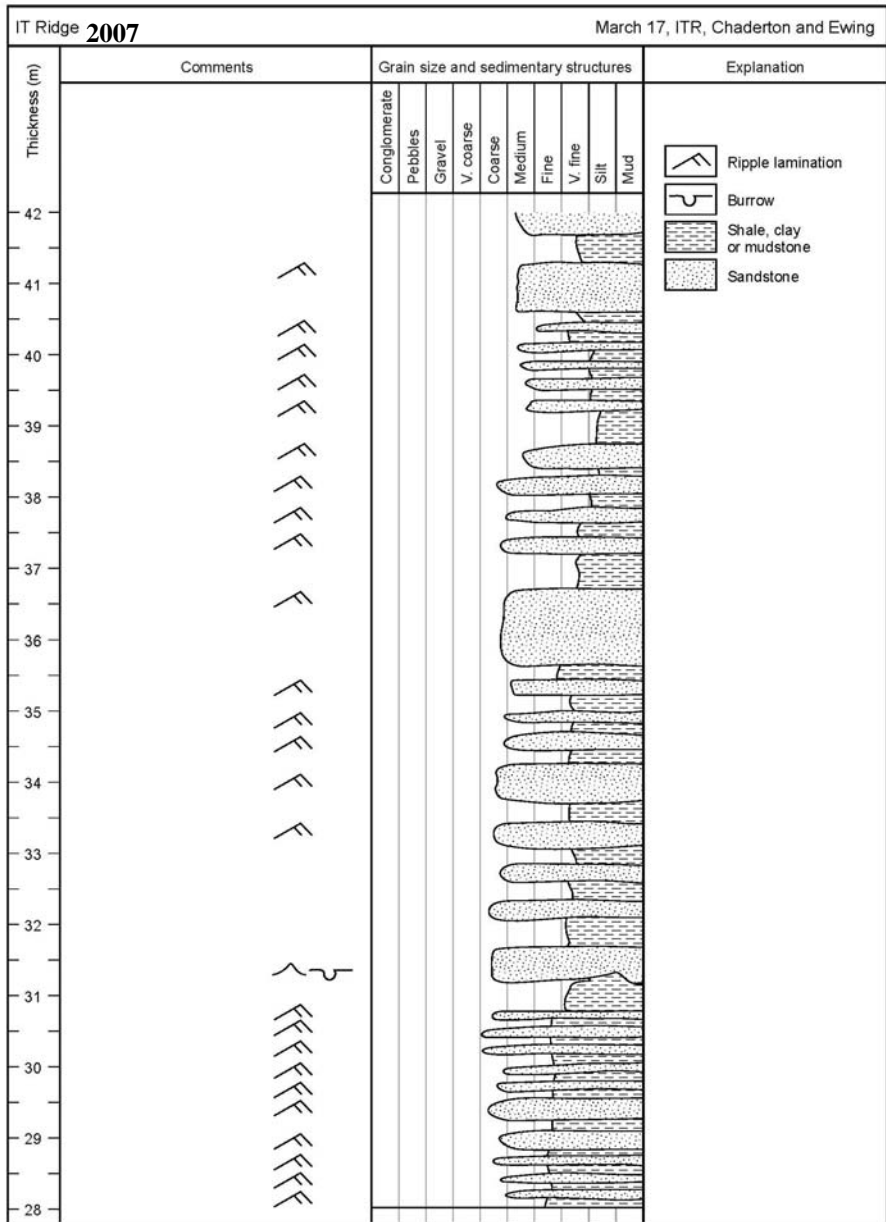 IT Ridge 2007
March 17, ITR, Chaderton and Ewing
Thickness (m)
Comments
Grain size and sedimentary structures
Explanation
Conglomerate
Pebbles
Gravel
V. coarse
Coarse
Medium
Fine
V. fine
Silt
Mud
Ripple lamination
Burrow
Shale, clay
or mudstone
Sandstone
42
41
40
39
38
37
36
35
34
33
32
31
30
29
28